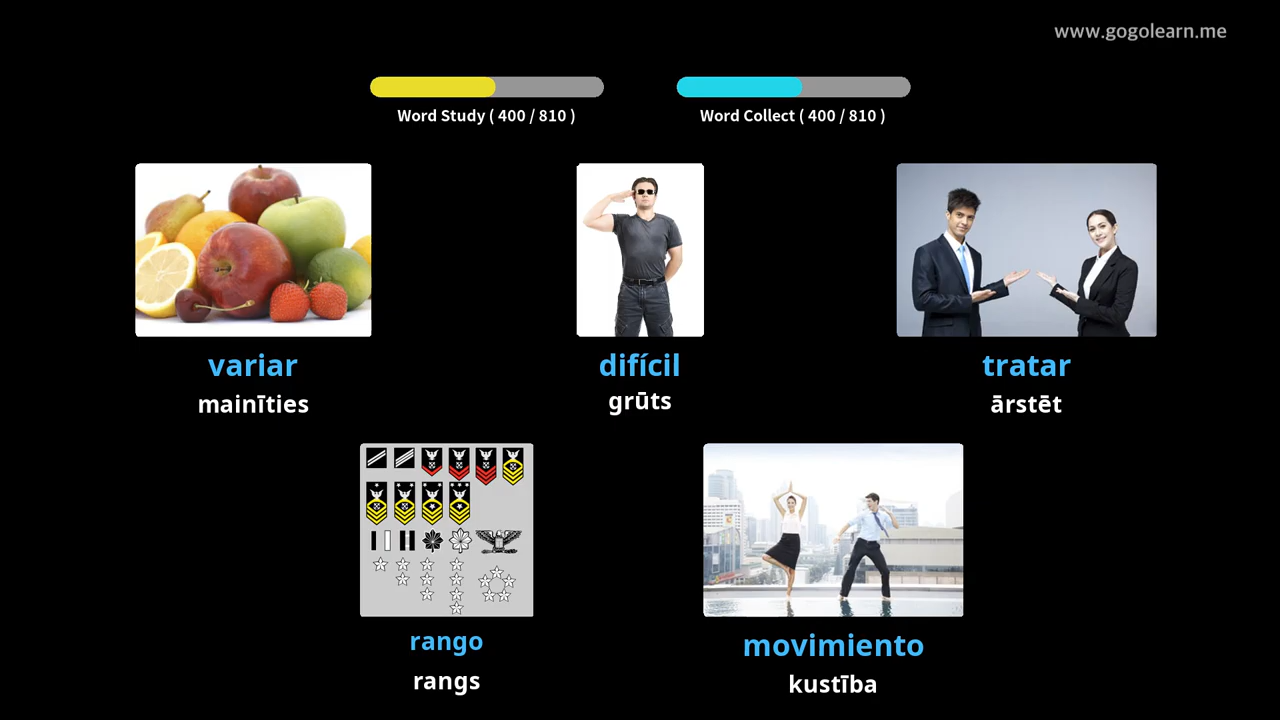 www.gogolearn.me
Word Study ( 400 / 810 )
Word Collect ( 400 / 810 )
variar
mainīties
difícil
grūts
tratar
ārstēt
rango
rangs
movimiento
kustība